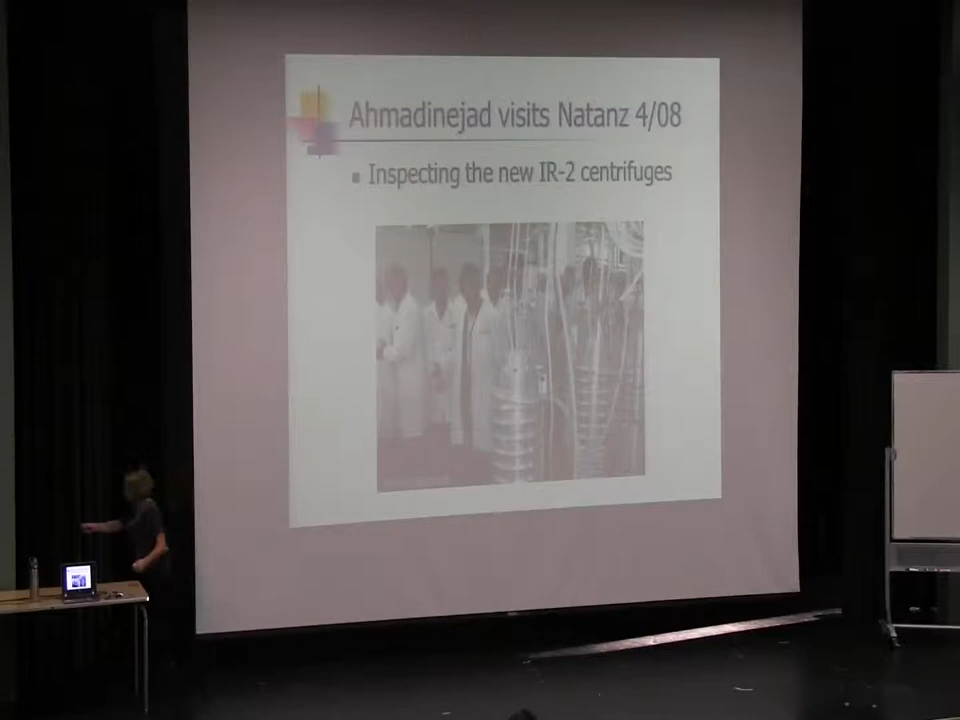 Ahmadinejad visits Natanz 4/08
Inspecting the new IR-2 centrifuges